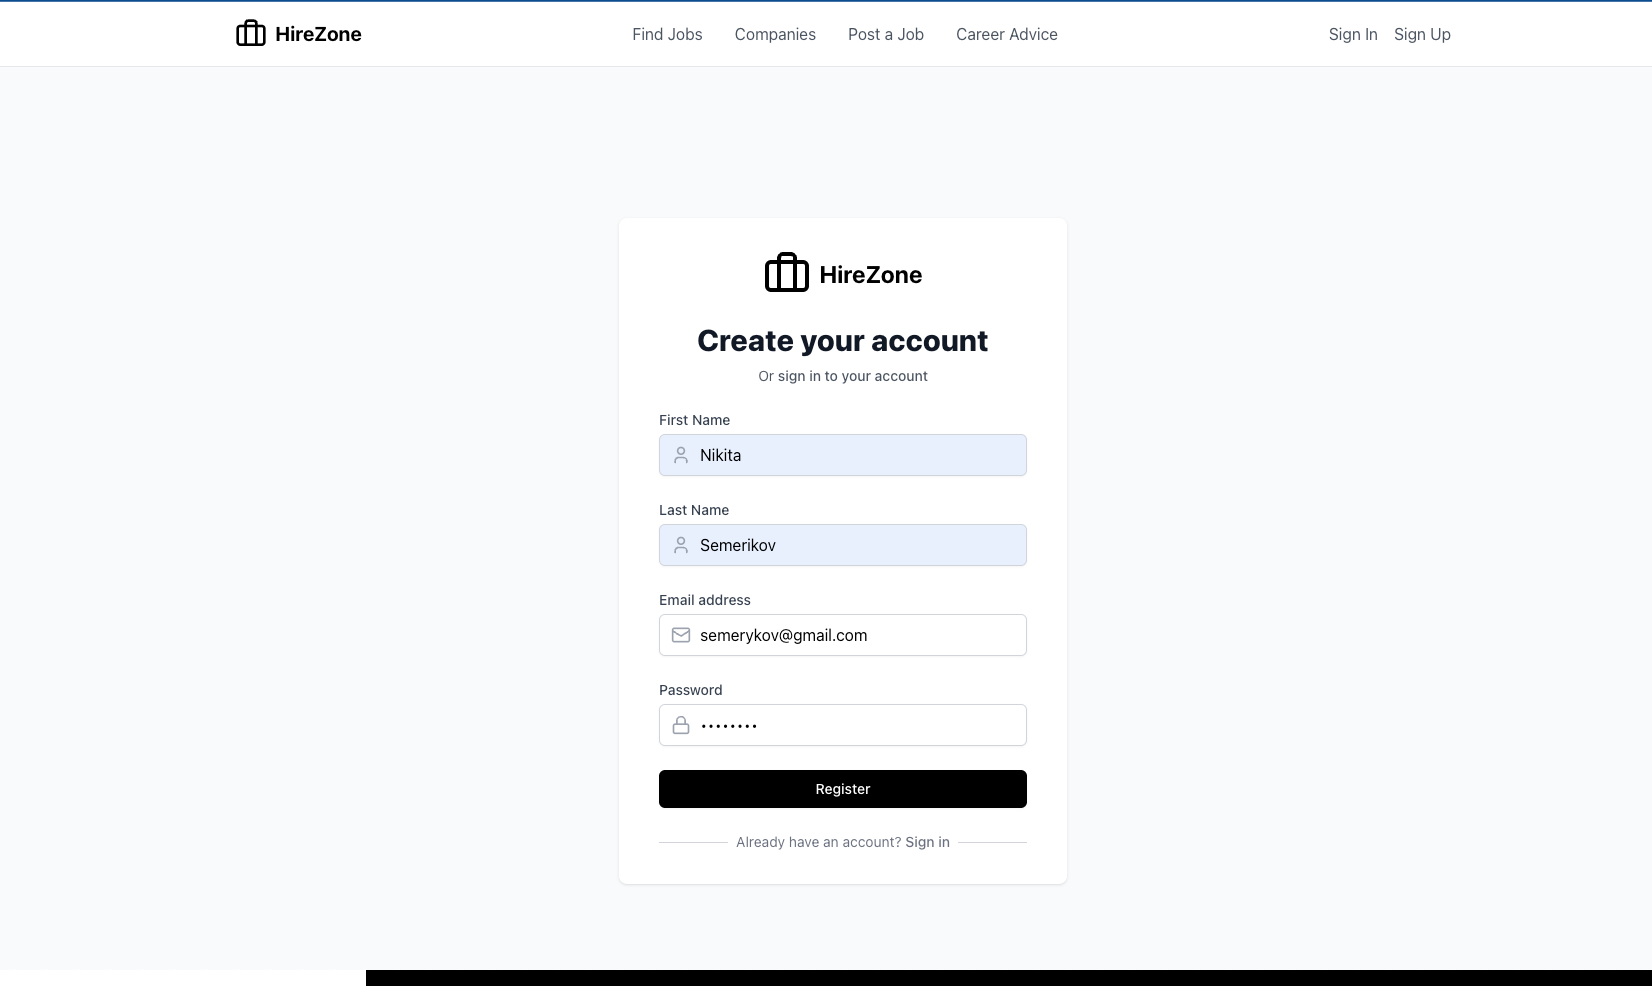 HireZone Find Jobs Companies Post a Job Career Advice Sign In Sign Up
HireZone
Create your account
Or sign in to your account
First Name
Nikita
Last Name
Semerikov
Email address
semerykov@gmail.com
Password
••••••••
Register
Already have an account? Sign in